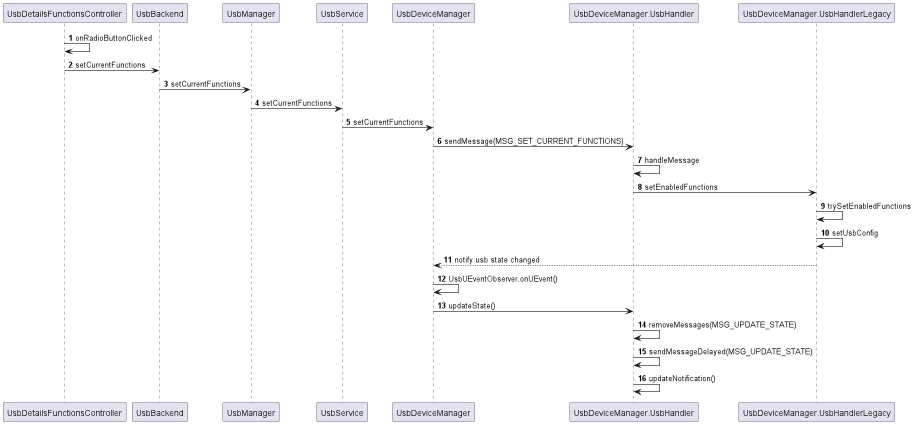 UsbDetailsFunctionsController UsbBackend UsbManager UsbService UsbDeviceManager UsbDeviceManager.UsbHandler UsbDeviceManager.UsbHandlerLegacy
1 onRadioButtonClicked
2 setCurrentFunctions
3 setCurrentFunctions
4 setCurrentFunctions
5 setCurrentFunctions
6 sendMessage(MSG_SET_CURRENT_FUNCTIONS)
7 handleMessage
8 setEnabledFunctions
9 trySetEnabledFunctions
10 setUsbConfig
11 notify usb state changed
12 UsbUEventObserver.onUEvent()
13 updateState()
14 removeMessages(MSG_UPDATE_STATE)
15 sendMessageDelayed(MSG_UPDATE_STATE)
16 updateNotification()
UsbDetailsFunctionsController UsbBackend UsbManager UsbService UsbDeviceManager UsbDeviceManager.UsbHandler UsbDeviceManager.UsbHandlerLegacy